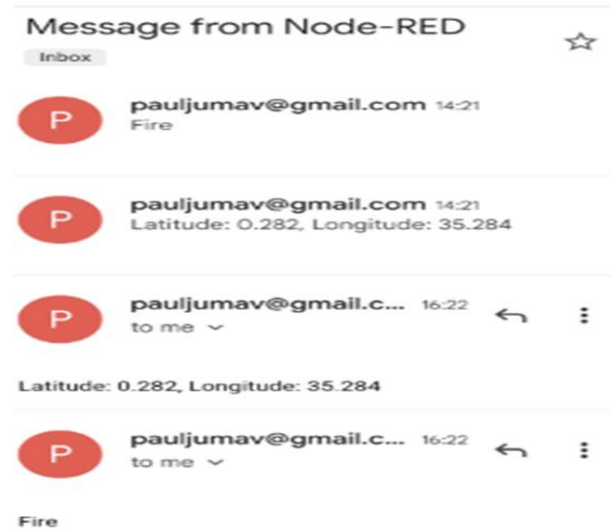 Message from Node-RED
Inbox
P
pauljumav@gmail.com 14:21
Fire
P
pauljumav@gmail.com 14:21
Latitude: 0.282, Longitude: 35.284
P
pauljumav@gmail.c... 16:22
to me
Latitude: 0.282, Longitude: 35.284
P
pauljumav@gmail.c... 16:22
to me
Fire